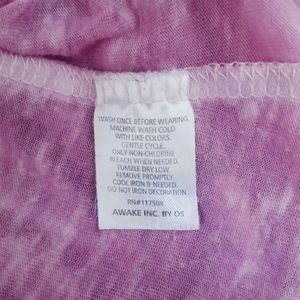 WASH ONCE BEFORE WEARING.
MACHINE WASH COLD
WITH LIKE COLORS.
GENTLE CYCLE.
ONLY NON-CHLORINE
BLEACH WHEN NEEDED.
TUMBLE DRY LOW.
REMOVE PROMPTLY.
COOL IRON IF NEEDED.
DO NOT IRON DECORATION
RN#117508
AWAKE INC. BY OS